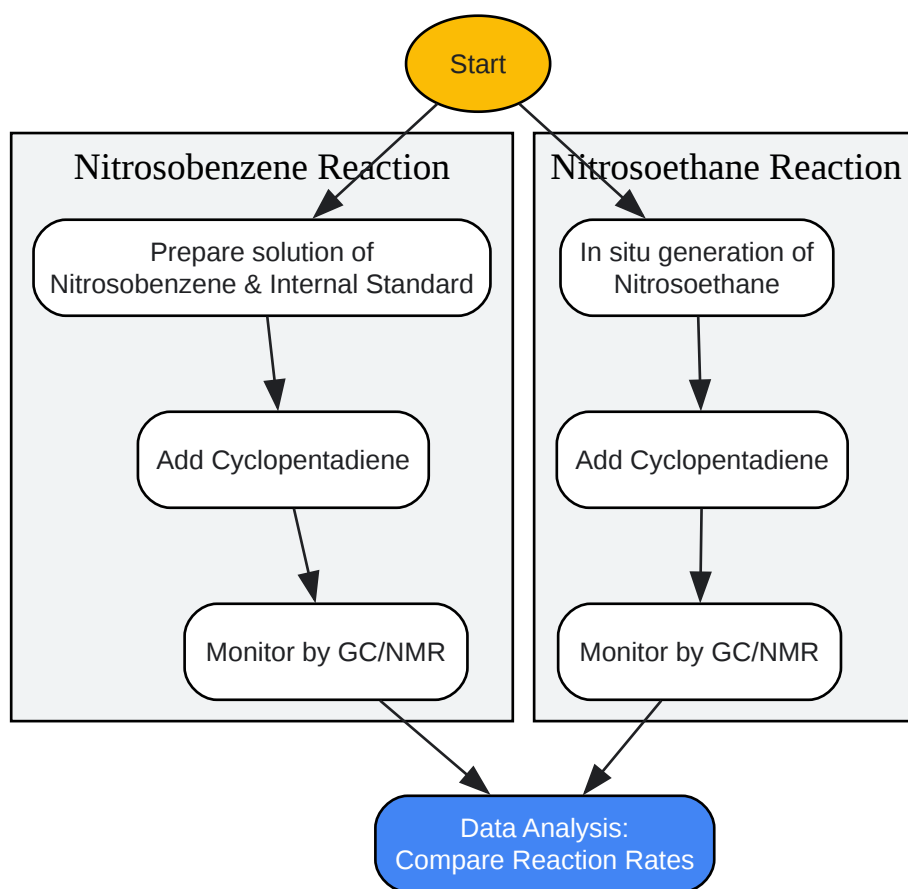 Start
Nitrosobenzene Reaction
Prepare solution of
Nitrosobenzene & Internal Standard
Add Cyclopentadiene
Monitor by GC/NMR
Nitrosoethane Reaction
In situ generation of
Nitrosoethane
Add Cyclopentadiene
Monitor by GC/NMR
Data Analysis:
Compare Reaction Rates